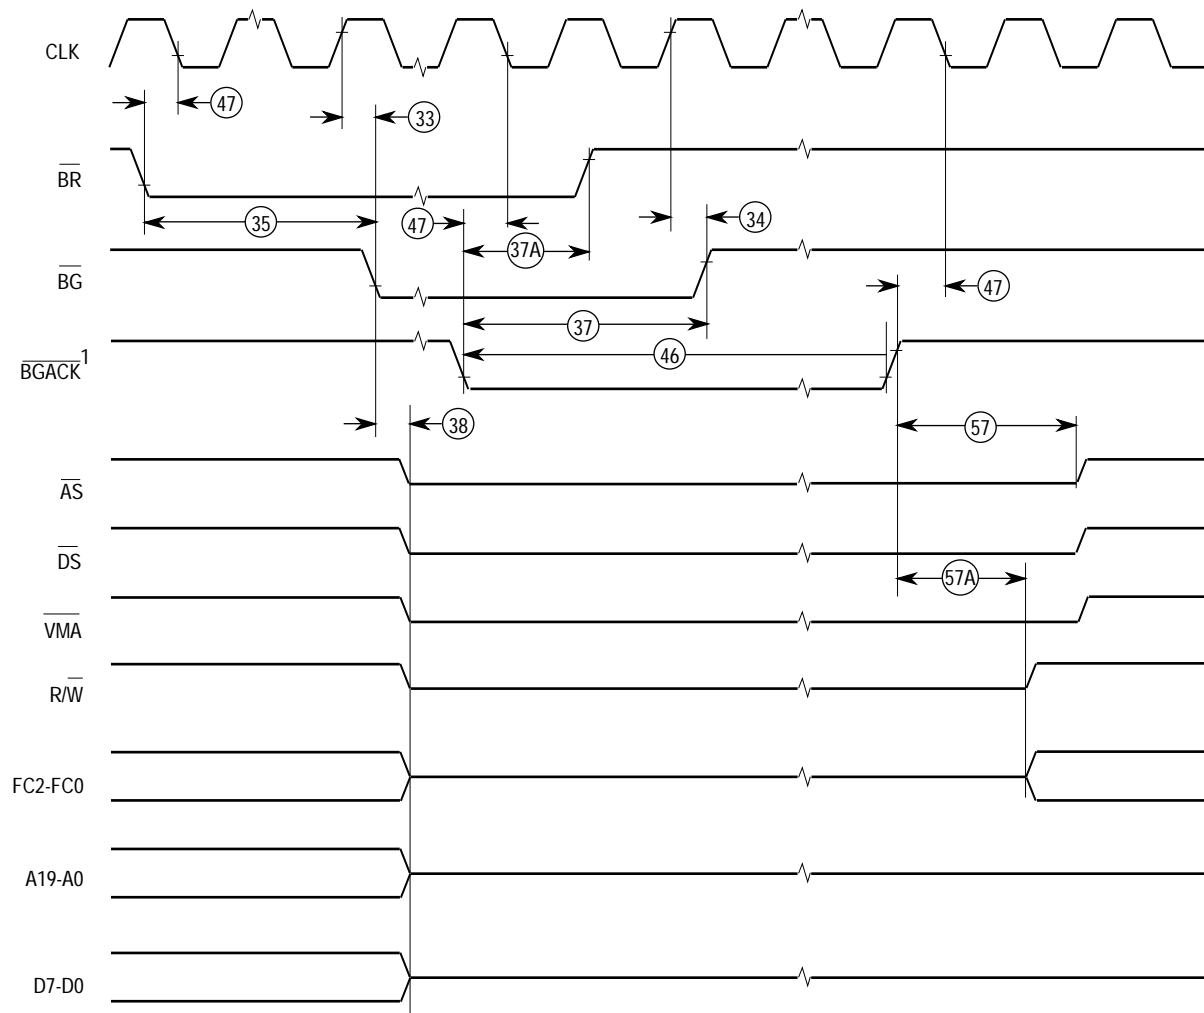 CLK
47
33
BR
35
47
37A
34
BG
47
37
BGACK1
46
38
57
AS
DS
57A
VMA
R/W
FC2-FC0
A19-A0
D7-D0